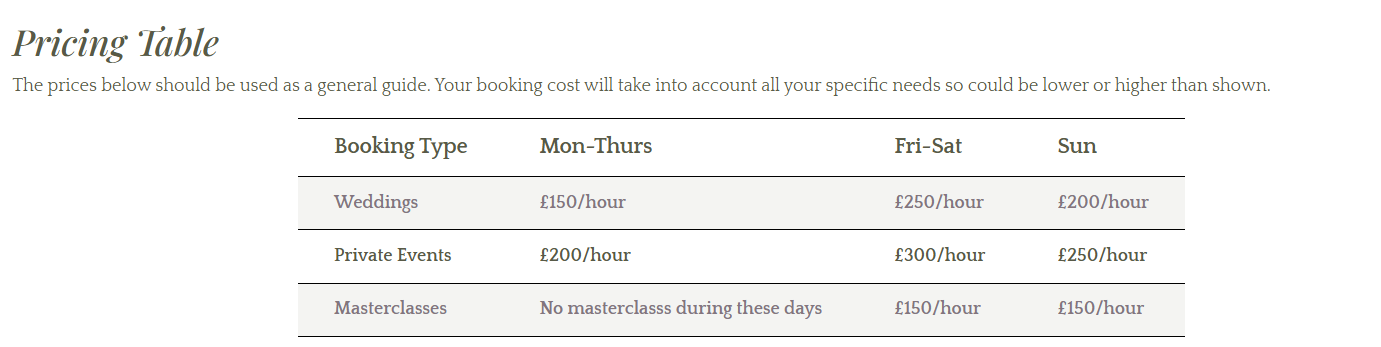 Pricing Table
The prices below should be used as a general guide. Your booking cost will take into account all your specific needs so could be lower or higher than shown.
Booking Type Mon-Thurs Fri-Sat Sun
Weddings £150/hour £250/hour £200/hour
Private Events £200/hour £300/hour £250/hour
Masterclasses No masterclasss during these days £150/hour £150/hour